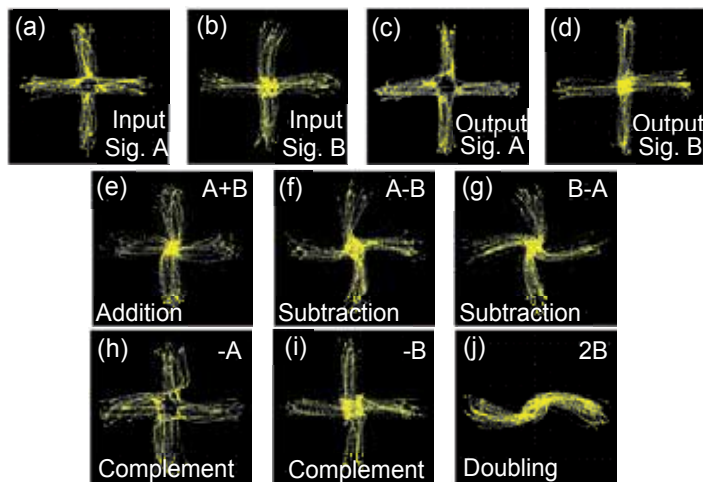 (a) (b) (c) (d)
Input Input Output Output
Sig. A Sig. B Sig. A Sig. B
(e) A+B (f) A-B (g) B-A
Addition Subtraction Subtraction
(h) -A (i) -B (j) 2B
Complement Complement Doubling